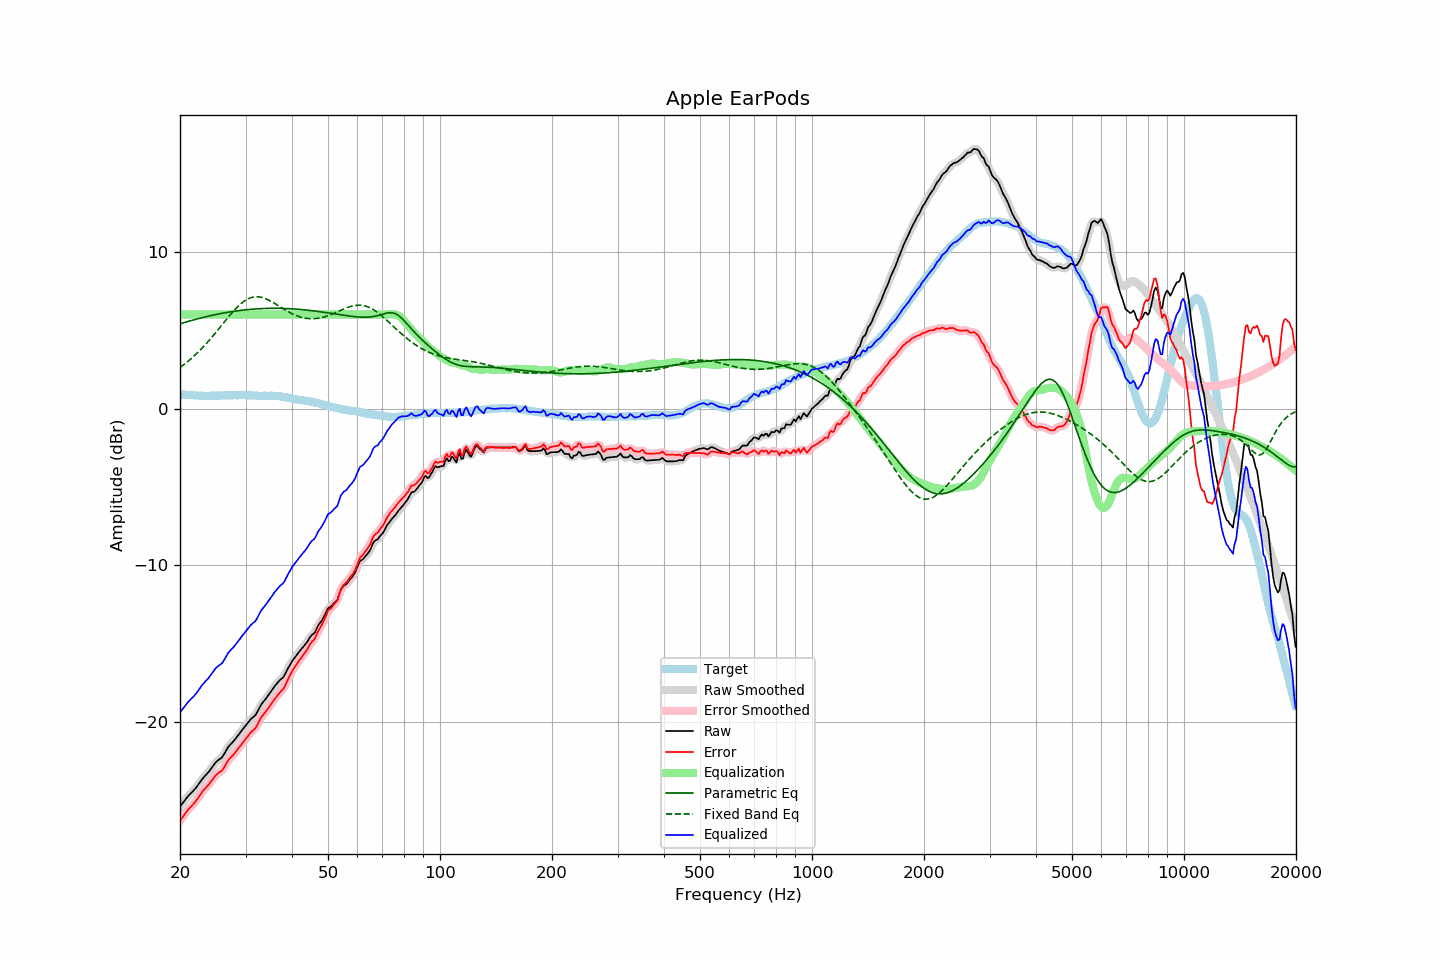 Apple EarPods
Amplitude (dBr)
10
0
−10
−20
Target
Raw Smoothed
Error Smoothed
Raw
Error
Equalization
Parametric Eq
Fixed Band Eq
Equalized
20 50 100 200 500 1000 2000 5000 10000 20000
Frequency (Hz)